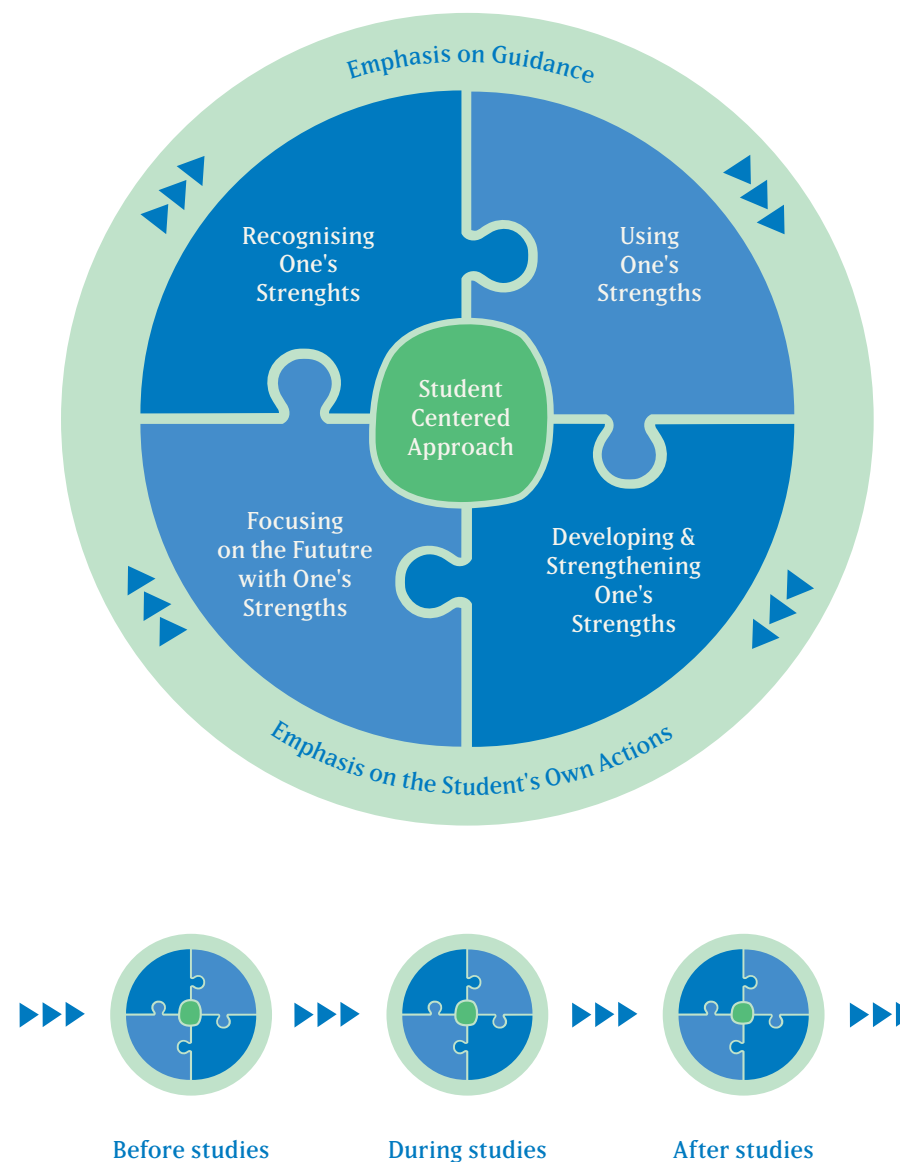 Emphasis on Guidance
Recognising
One's
Strenghts
Using
One's
Strengths
Student
Centered
Approach
Focusing
on the Fututre
with One's
Strengths
Developing &
Strengthening
One's
Strengths
Emphasis on the Student's Own Actions
Before studies
During studies
After studies